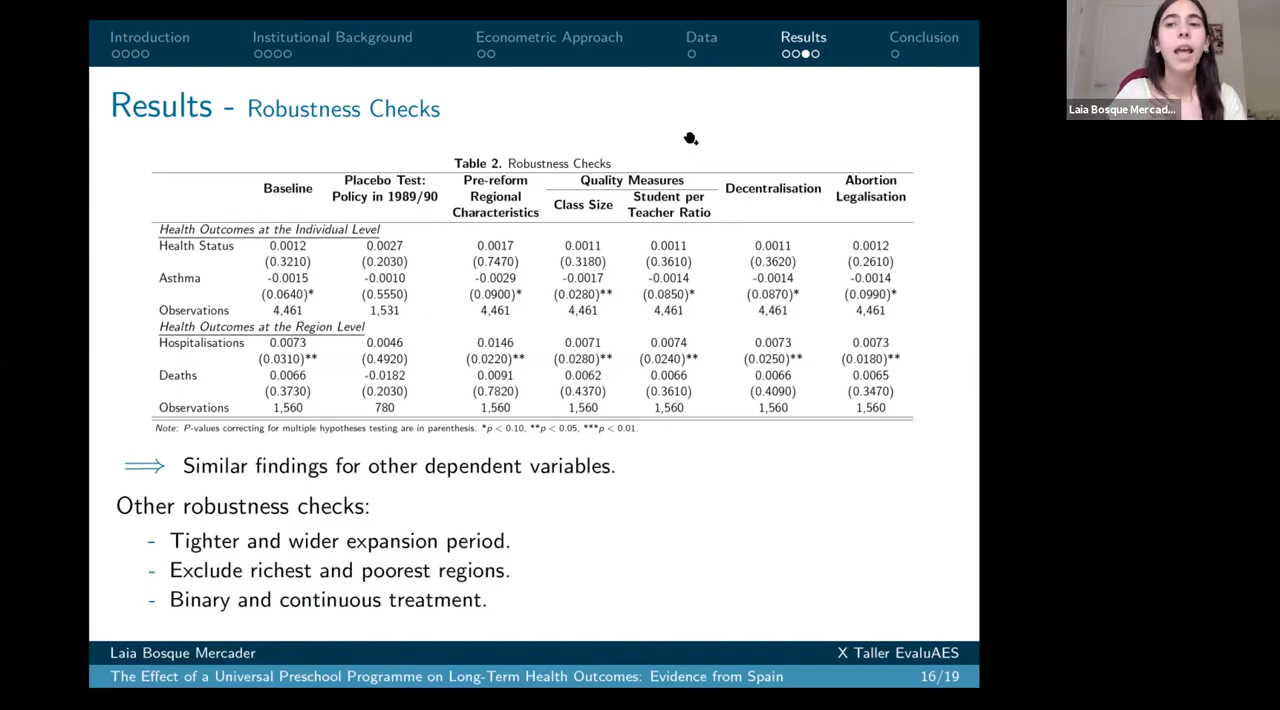 Introduction Institutional Background Econometric Approach Data Results Conclusion
Laia Bosque Mercad...
Results - Robustness Checks
Table 2. Robustness Checks
Baseline Placebo Test: Policy in 1989/90 Pre-reform Regional Characteristics Quality Measures Class Size Student per Teacher Ratio Decentralisation Abortion Legalisation
Health Outcomes at the Individual Level
Health Status 0.0012 0.0027 0.0017 0.0011 0.0011 0.0011 0.0012
(0.3210) (0.2030) (0.7470) (0.3180) (0.3610) (0.3620) (0.2610)
Asthma -0.0015 -0.0010 -0.0029 -0.0017 -0.0014 -0.0014 -0.0014
(0.0640)* (0.5550) (0.0900)* (0.0280)** (0.0850)* (0.0870)* (0.0990)*
Observations 4,461 1,531 4,461 4,461 4,461 4,461 4,461
Health Outcomes at the Region Level
Hospitalisations 0.0073 0.0046 0.0146 0.0071 0.0074 0.0073 0.0073
(0.0310)** (0.4920) (0.0220)** (0.0280)** (0.0240)** (0.0250)** (0.0180)**
Deaths 0.0066 -0.0182 0.0091 0.0062 0.0066 0.0066 0.0065
(0.3730) (0.2030) (0.7820) (0.4370) (0.3610) (0.4090) (0.3470)
Observations 1,560 780 1,560 1,560 1,560 1,560 1,560
Note: P-values correcting for multiple hypotheses testing are in parenthesis. *p < 0.10, **p < 0.05, ***p < 0.01.
⟹ Similar findings for other dependent variables.
Other robustness checks:
- Tighter and wider expansion period.
- Exclude richest and poorest regions.
- Binary and continuous treatment.
Laia Bosque Mercader X Taller EvaluAES
The Effect of a Universal Preschool Programme on Long-Term Health Outcomes: Evidence from Spain 16/19